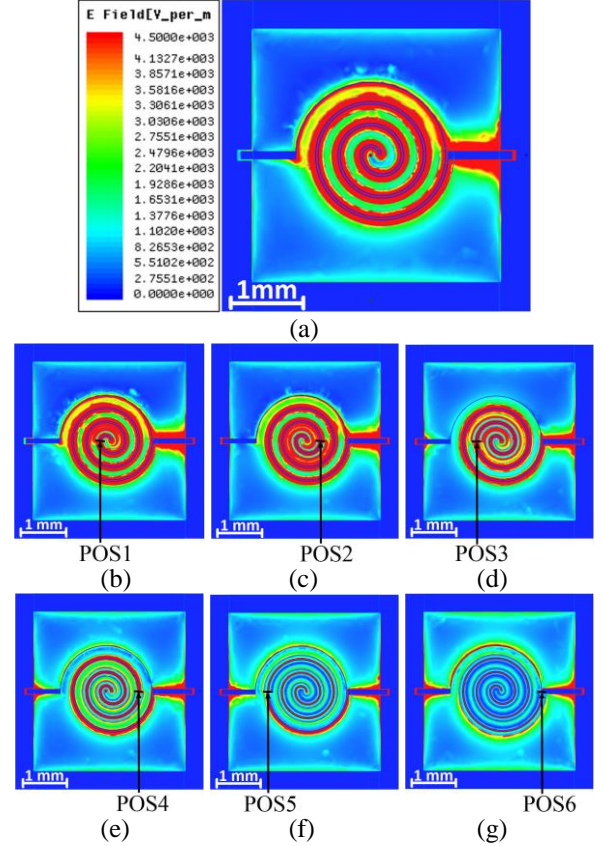 E Field[V_per_m
4.5000e+003
4.1327e+003
3.8571e+003
3.5816e+003
3.3061e+003
3.0306e+003
2.7551e+003
2.4796e+003
2.2041e+003
1.9286e+003
1.6531e+003
1.3776e+003
1.1020e+003
8.2653e+002
5.5102e+002
2.7551e+002
0.0000e+000
1mm
(a)
1 mm
1 mm
1 mm
POS1
POS2
POS3
(b)
(c)
(d)
1 mm
1 mm
1 mm
POS4
POS5
POS6
(e)
(f)
(g)